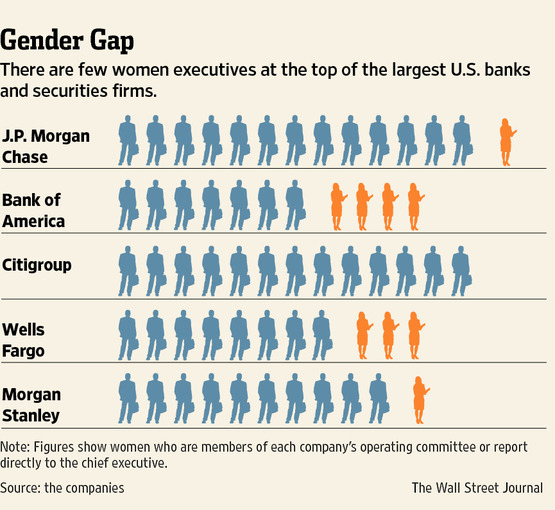 Gender Gap
There are few women executives at the top of the largest U.S. banks
and securities firms.
J.P. Morgan
Chase
Bank of
America
Citigroup
Wells
Fargo
Morgan
Stanley
Note: Figures show women who are members of each company's operating committee or report
directly to the chief executive.
Source: the companies
The Wall Street Journal